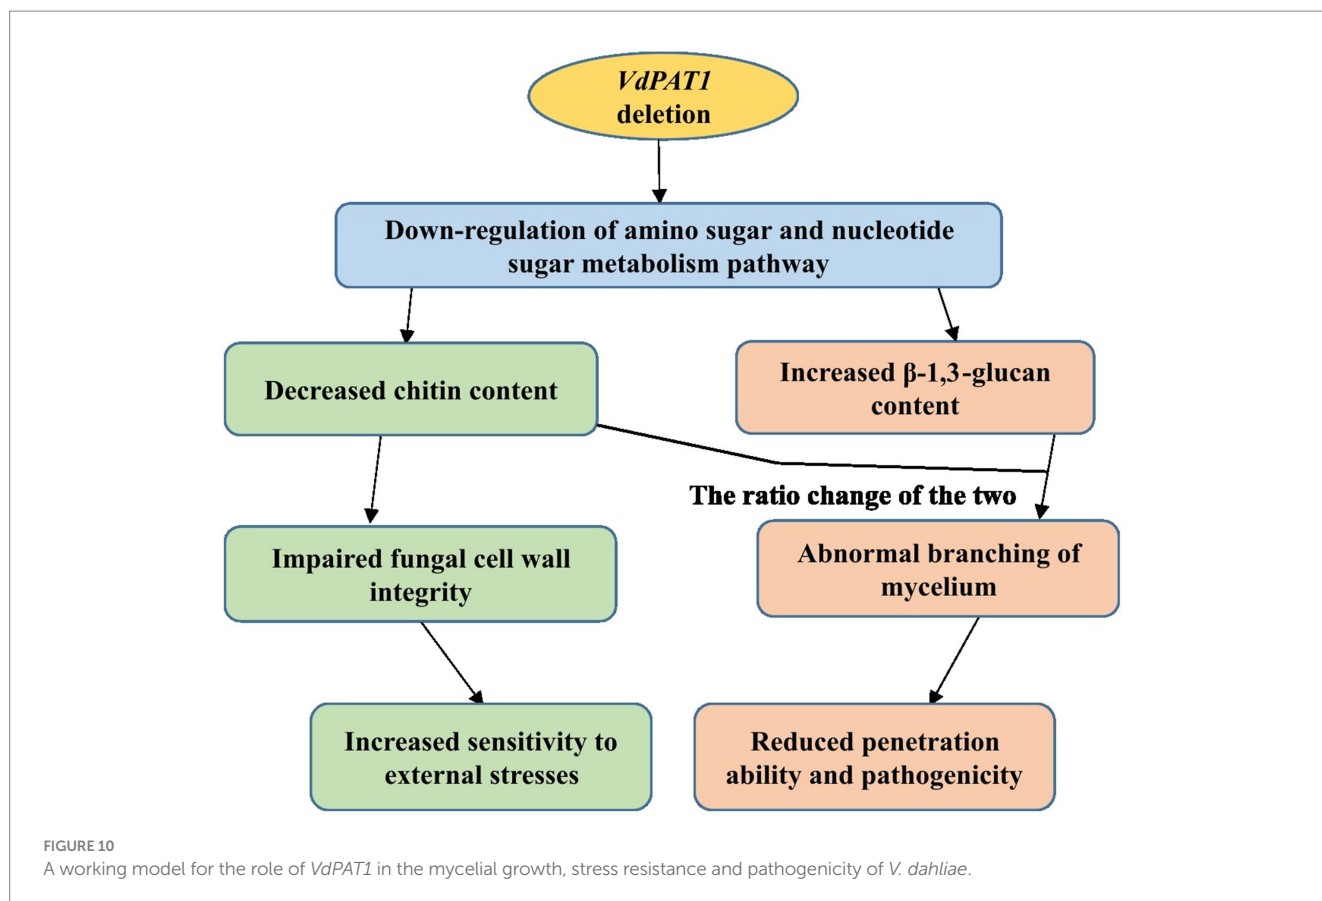 VdPAT1
deletion
Down-regulation of amino sugar and nucleotide
sugar metabolism pathway
Decreased chitin content
Increased β-1,3-glucan
content
The ratio change of the two
Impaired fungal cell wall
integrity
Abnormal branching of
mycelium
Increased sensitivity to
external stresses
Reduced penetration
ability and pathogenicity
FIGURE 10
A working model for the role of VdPAT1 in the mycelial growth, stress resistance and pathogenicity of V. dahliae.